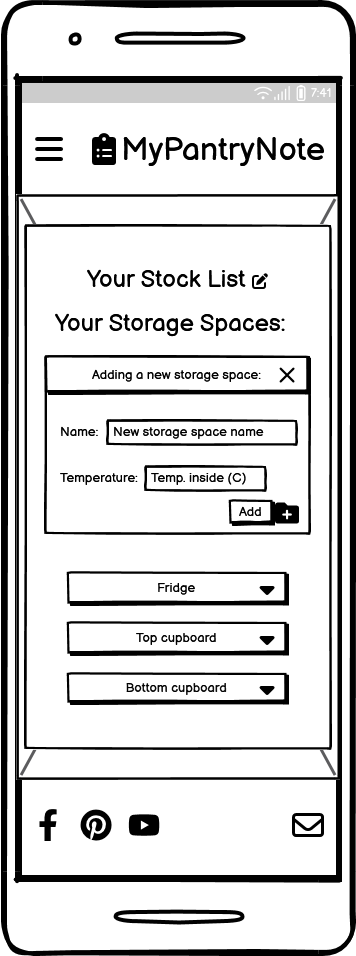 7:41
MyPantryNote
Your Stock List
Your Storage Spaces:
Adding a new storage space:
Name: New storage space name
Temperature: Temp. inside (C)
Add
Fridge
Top cupboard
Bottom cupboard